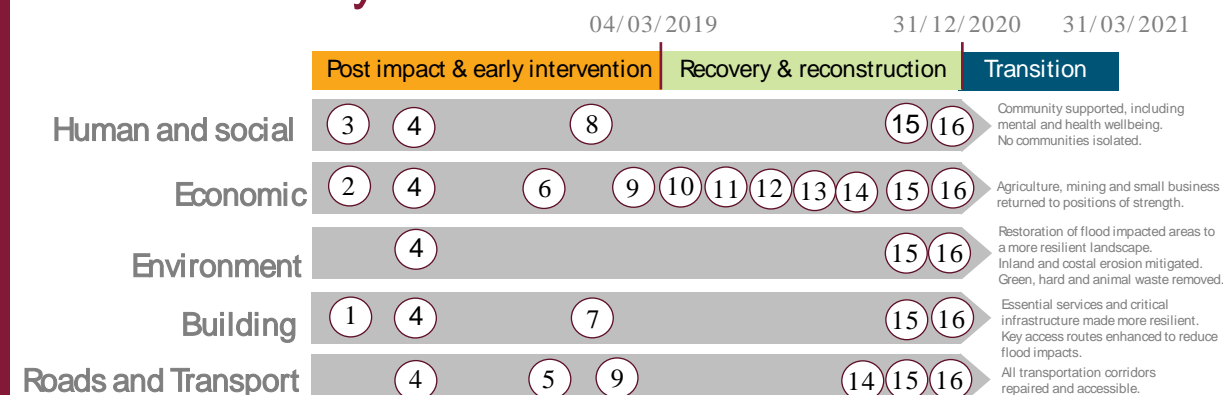 04/03/2019 31/12/2020 31/03/2021
Post impact & early intervention Recovery & reconstruction Transition
Human and social 3 4 8 15 16
Community supported, including
mental and health wellbeing.
No communities isolated.
Economic 2 4 6 9 10 11 12 13 14 15 16
Agriculture, mining and small business
returned to positions of strength.
Environment 4 15 16
Restoration of flood impacted areas to
a more resilient landscape.
Inland and costal erosion mitigated.
Green, hard and animal waste removed.
Building 1 4 7 15 16
Essential services and critical
infrastructure made more resilient.
Key access routes enhanced to reduce
flood impacts.
Roads and Transport 4 5 9 14 15 16
All transportation corridors
repaired and accessible.